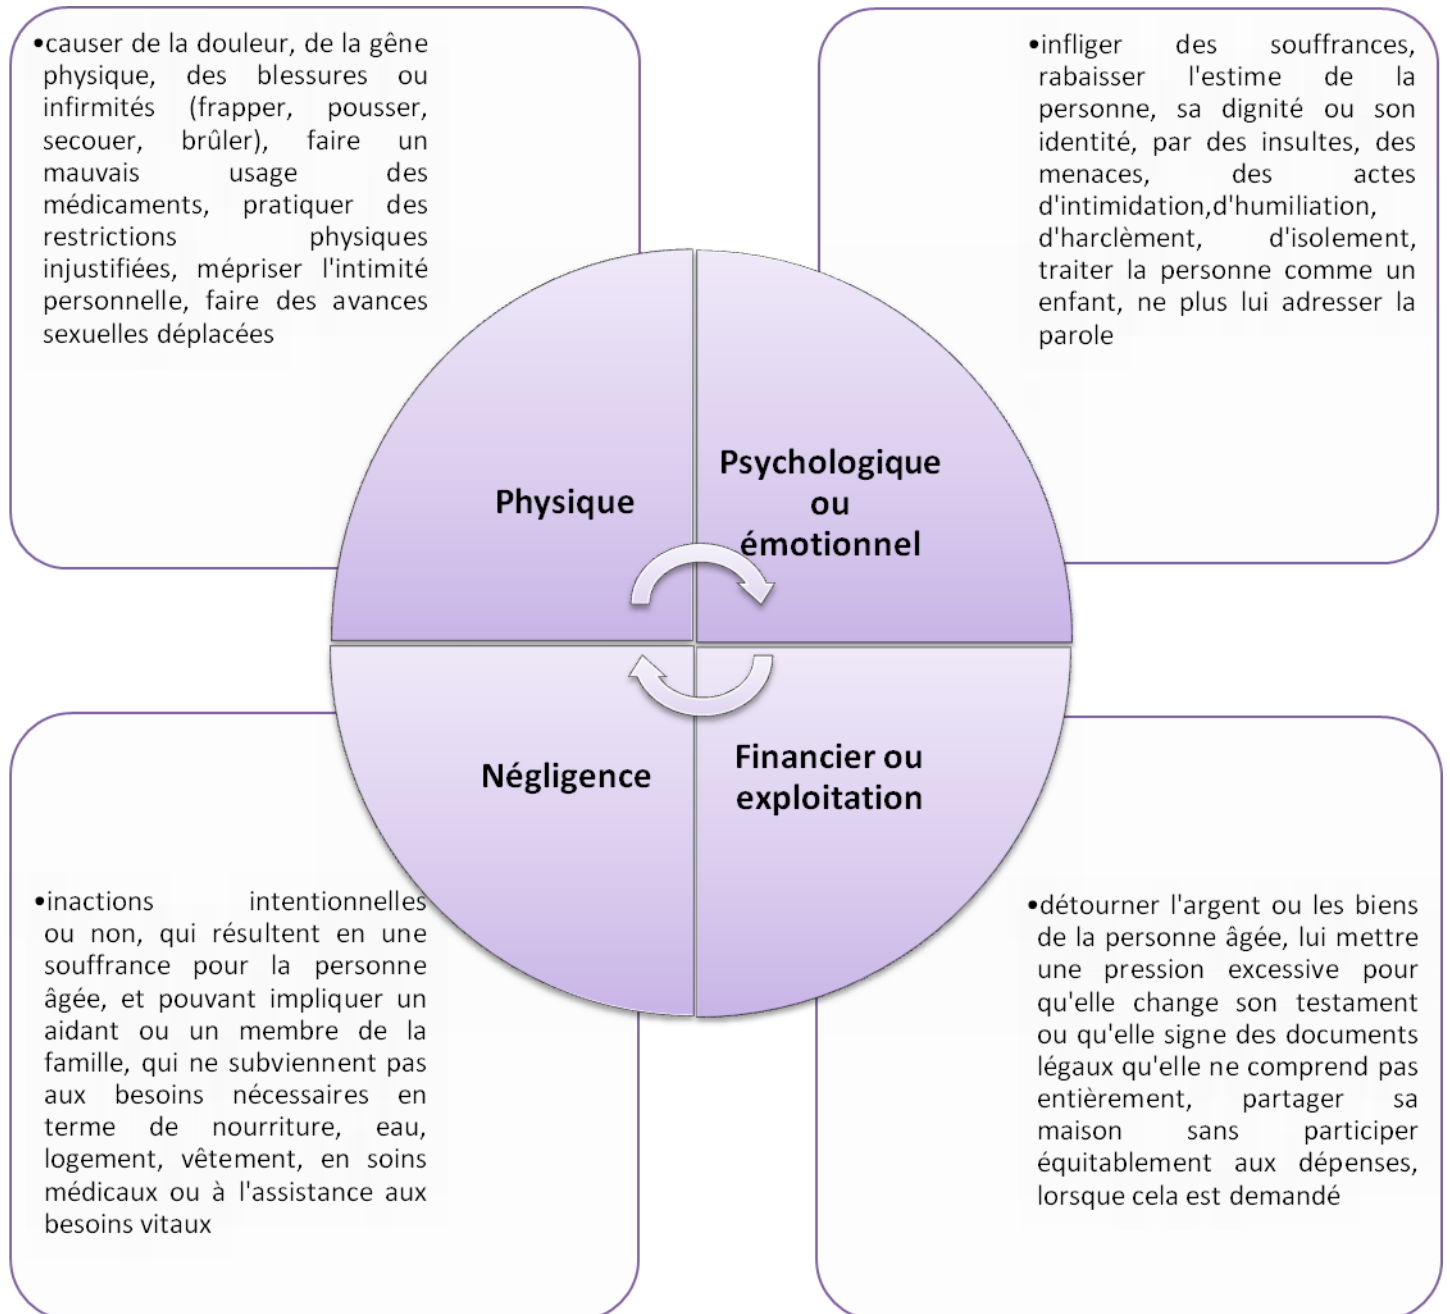 •causer de la douleur, de la gêne
physique, des blessures ou
infirmités (frapper, pousser,
secouer, brûler), faire un
mauvais usage des
médicaments, pratiquer des
restrictions physiques
injustifiées, mépriser l'intimité
personnelle, faire des avances
sexuelles déplacées
•infliger des souffrances,
rabaisser l'estime de la
personne, sa dignité ou son
identité, par des insultes, des
menaces, des actes
d'intimidation,d'humiliation,
d'harclèment, d'isolement,
traiter la personne comme un
enfant, ne plus lui adresser la
parole
Physique
Psychologique
ou
émotionnel
Négligence
Financier ou
exploitation
•inactions intentionnelles
ou non, qui résultent en une
souffrance pour la personne
âgée, et pouvant impliquer un
aidant ou un membre de la
famille, qui ne subviennent pas
aux besoins nécessaires en
terme de nourriture, eau,
logement, vêtement, en soins
médicaux ou à l'assistance aux
besoins vitaux
•détourner l'argent ou les biens
de la personne âgée, lui mettre
une pression excessive pour
qu'elle change son testament
ou qu'elle signe des documents
légaux qu'elle ne comprend pas
entièrement, partager sa
maison sans participer
équitablement aux dépenses,
lorsque cela est demandé